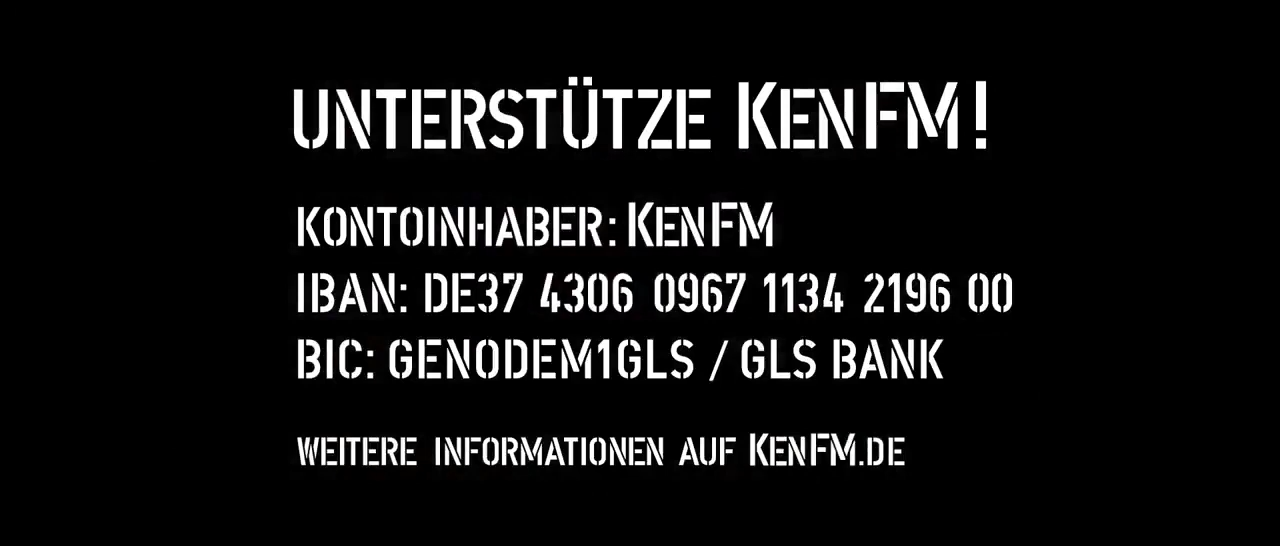 UNTERSTÜTZE KENFM!
KONTOINHABER: KENFM
IBAN: DE37 4306 0967 1134 2196 00
BIC: GENODEM1GLS / GLS BANK
WEITERE INFORMATIONEN AUF KENFM.DE